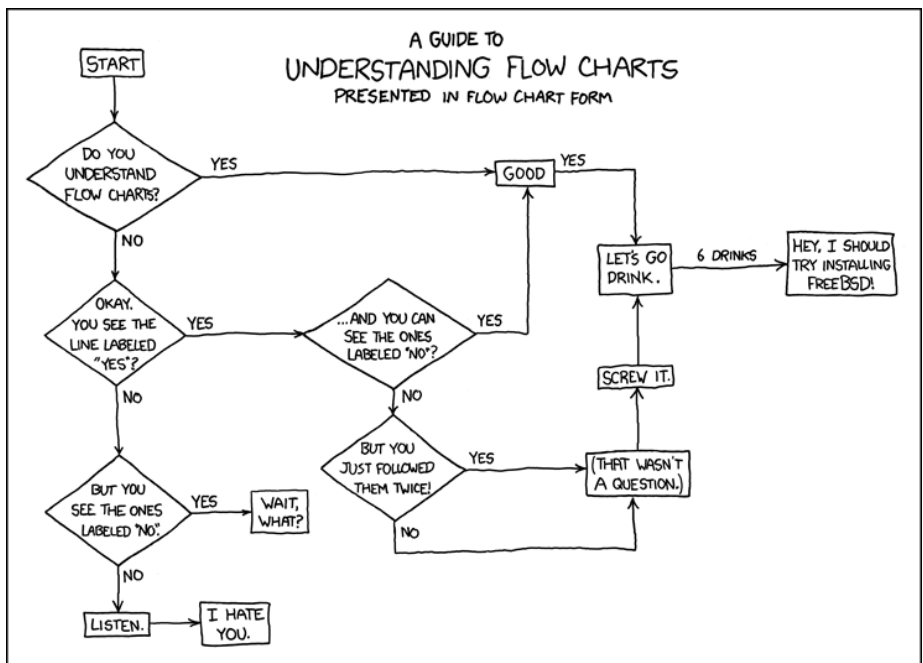 A GUIDE TO
UNDERSTANDING FLOW CHARTS
PRESENTED IN FLOW CHART FORM
START
DO YOU
UNDERSTAND
FLOW CHARTS?
YES
GOOD
YES
NO
LET'S GO
DRINK.
6 DRINKS
HEY, I SHOULD
TRY INSTALLING
FREEBSD!
OKAY.
YOU SEE THE
LINE LABELED
"YES"?
YES
...AND YOU CAN
SEE THE ONES
LABELED "NO"?
YES
NO
NO
SCREW IT.
BUT YOU
JUST FOLLOWED
THEM TWICE!
YES
(THAT WASN'T
A QUESTION.)
NO
BUT YOU
SEE THE ONES
LABELED "NO".
YES
WAIT,
WHAT?
NO
LISTEN.
I HATE
YOU.